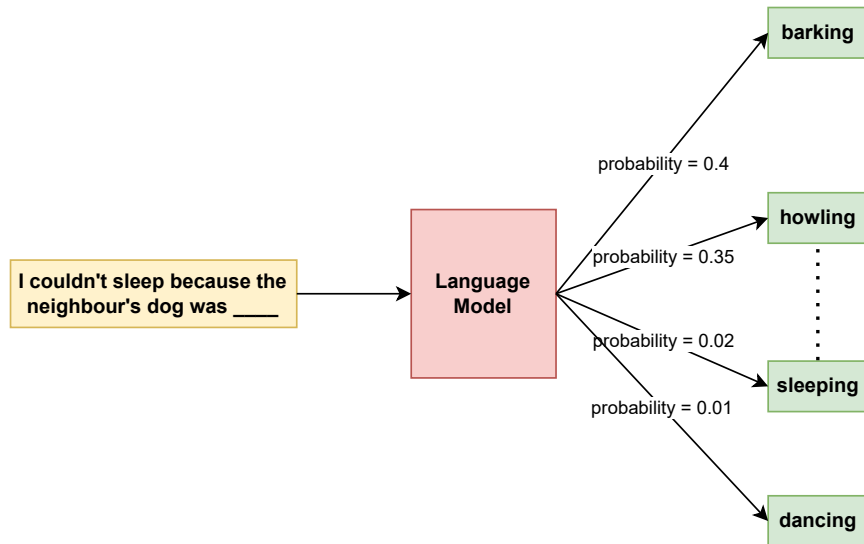 barking
probability = 0.4
howling
probability = 0.35
I couldn't sleep because the
neighbour's dog was ____
Language
Model
probability = 0.02
sleeping
probability = 0.01
dancing